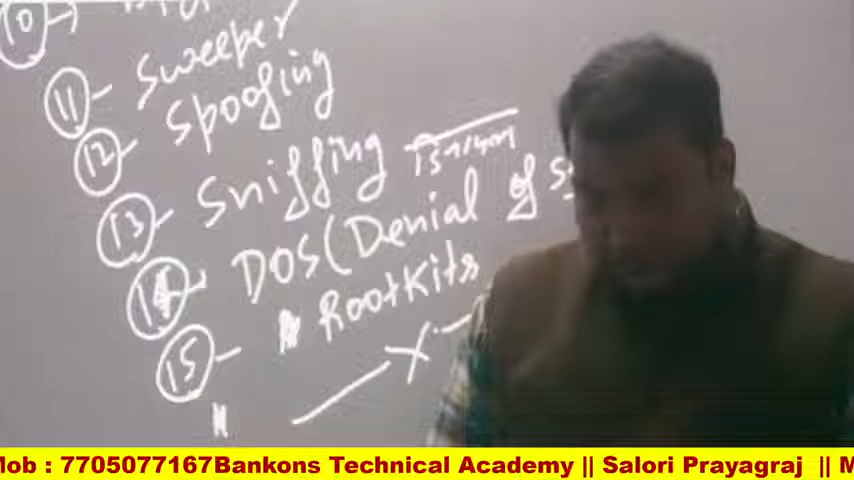 10 →
11 - Sweeper
12 - Spoofing
13 - Sniffing
14 - DOS (Denial of S
15 - RootKits
Mob : 7705077167Bankons Technical Academy || Salori Prayagraj || M